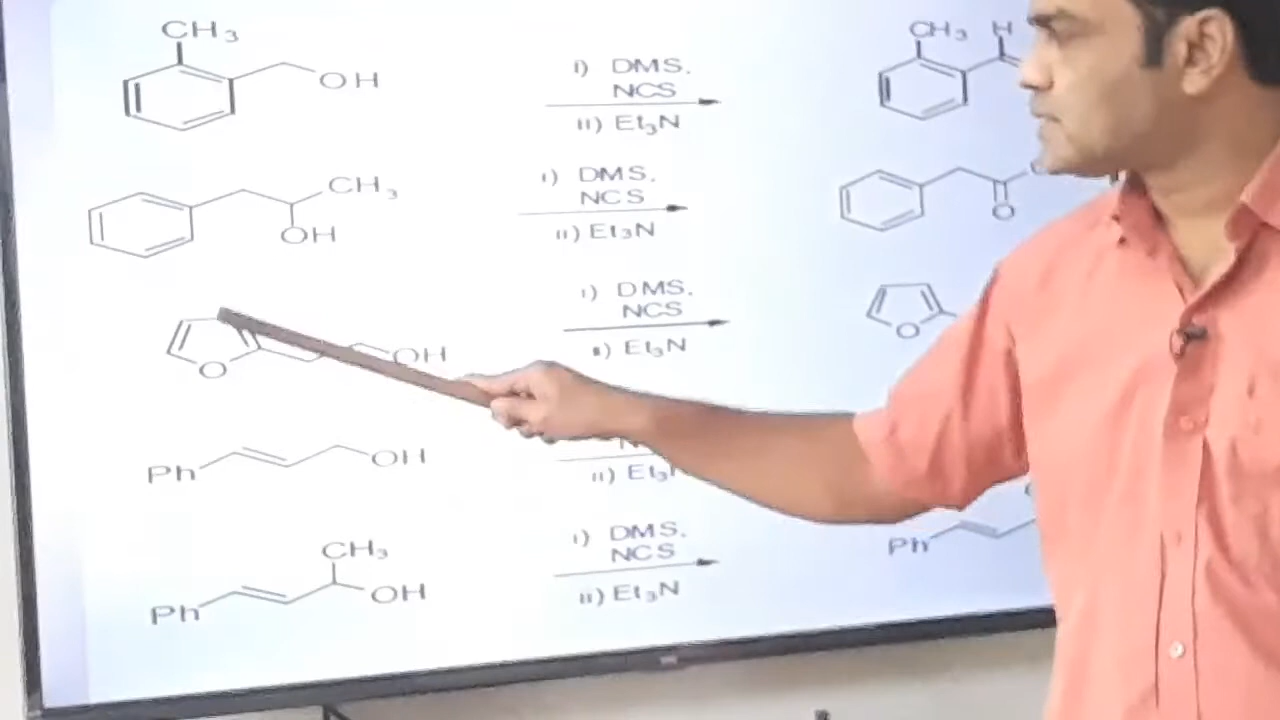 CH₃
OH
i) DMS.
NCS
ii) Et₃N
CH₃ H
CH₃
OH
i) DMS.
NCS
ii) Et₃N
O
OH
O
i) DMS.
NCS
ii) Et₃N
O
Ph OH
ii) Et₃N
CH₃
Ph OH
i) DMS.
NCS
ii) Et₃N
Ph